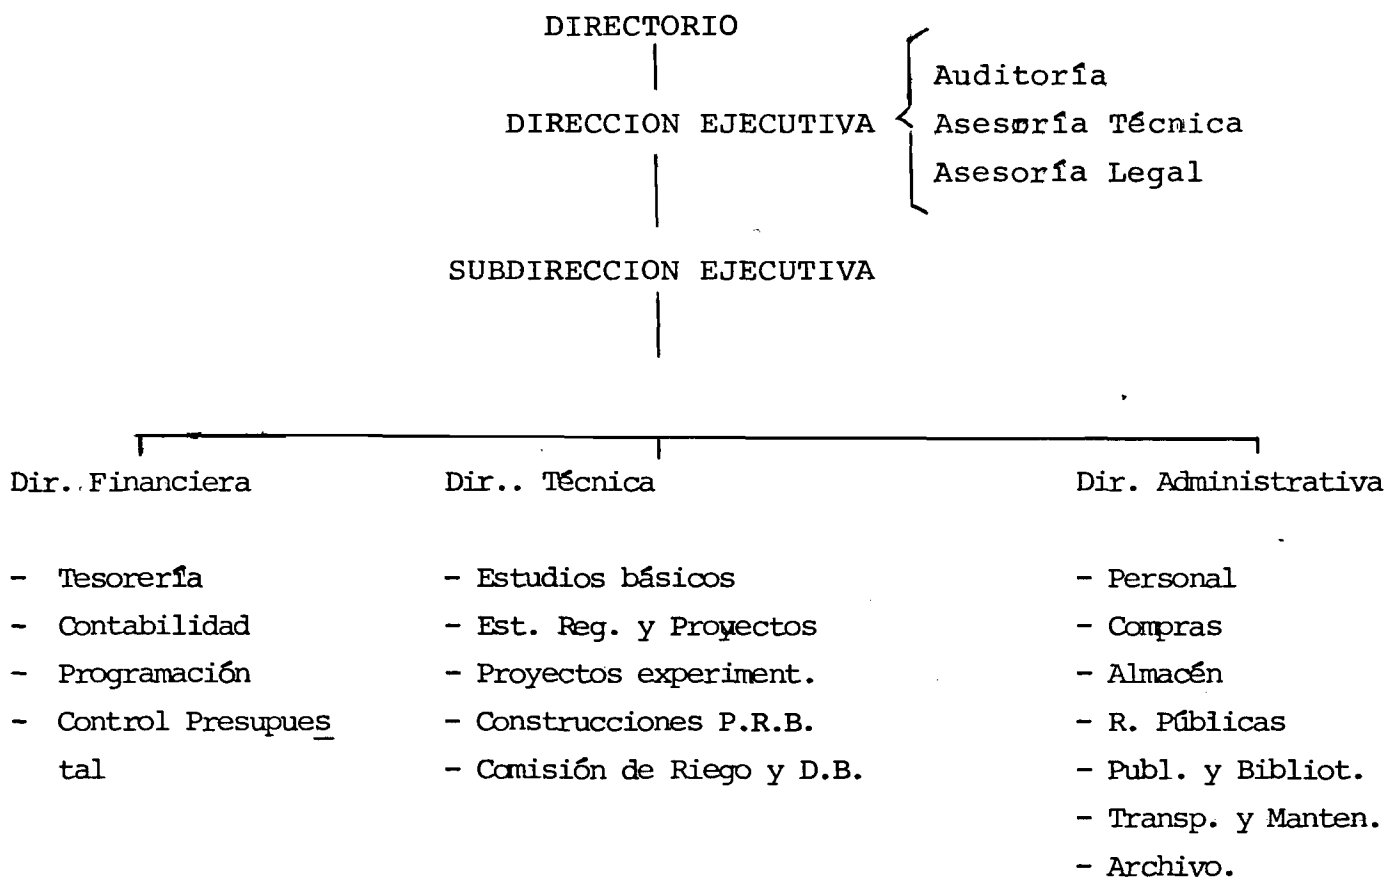 DIRECTORIO
DIRECCION EJECUTIVA
Auditoría
Asesoría Técnica
Asesoría Legal
SUBDIRECCION EJECUTIVA
Dir. Financiera
- Tesorería
- Contabilidad
- Programación
- Control Presupues
tal
Dir.. Técnica
- Estudios básicos
- Est. Reg. y Proyectos
- Proyectos experiment.
- Construcciones P.R.B.
- Comisión de Riego y D.B.
Dir. Administrativa
- Personal
- Compras
- Almacén
- R. Públicas
- Publ. y Bibliot.
- Transp. y Manten.
- Archivo.